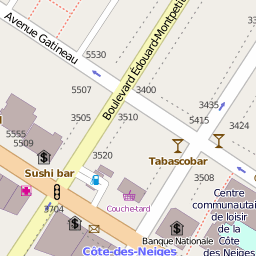 Avenue Gatineau
5530
Boulevard Édouard-Montpetit
5507
3400
3435
3505
3510
5415
3424
5555
5509
3520
Tabascobar
Sushi bar
3508
Centre
communautaire
de loisir
de la
Côte
des Neiges
Côte-des-Neiges
Couche-tard
3704
Banque Nationale